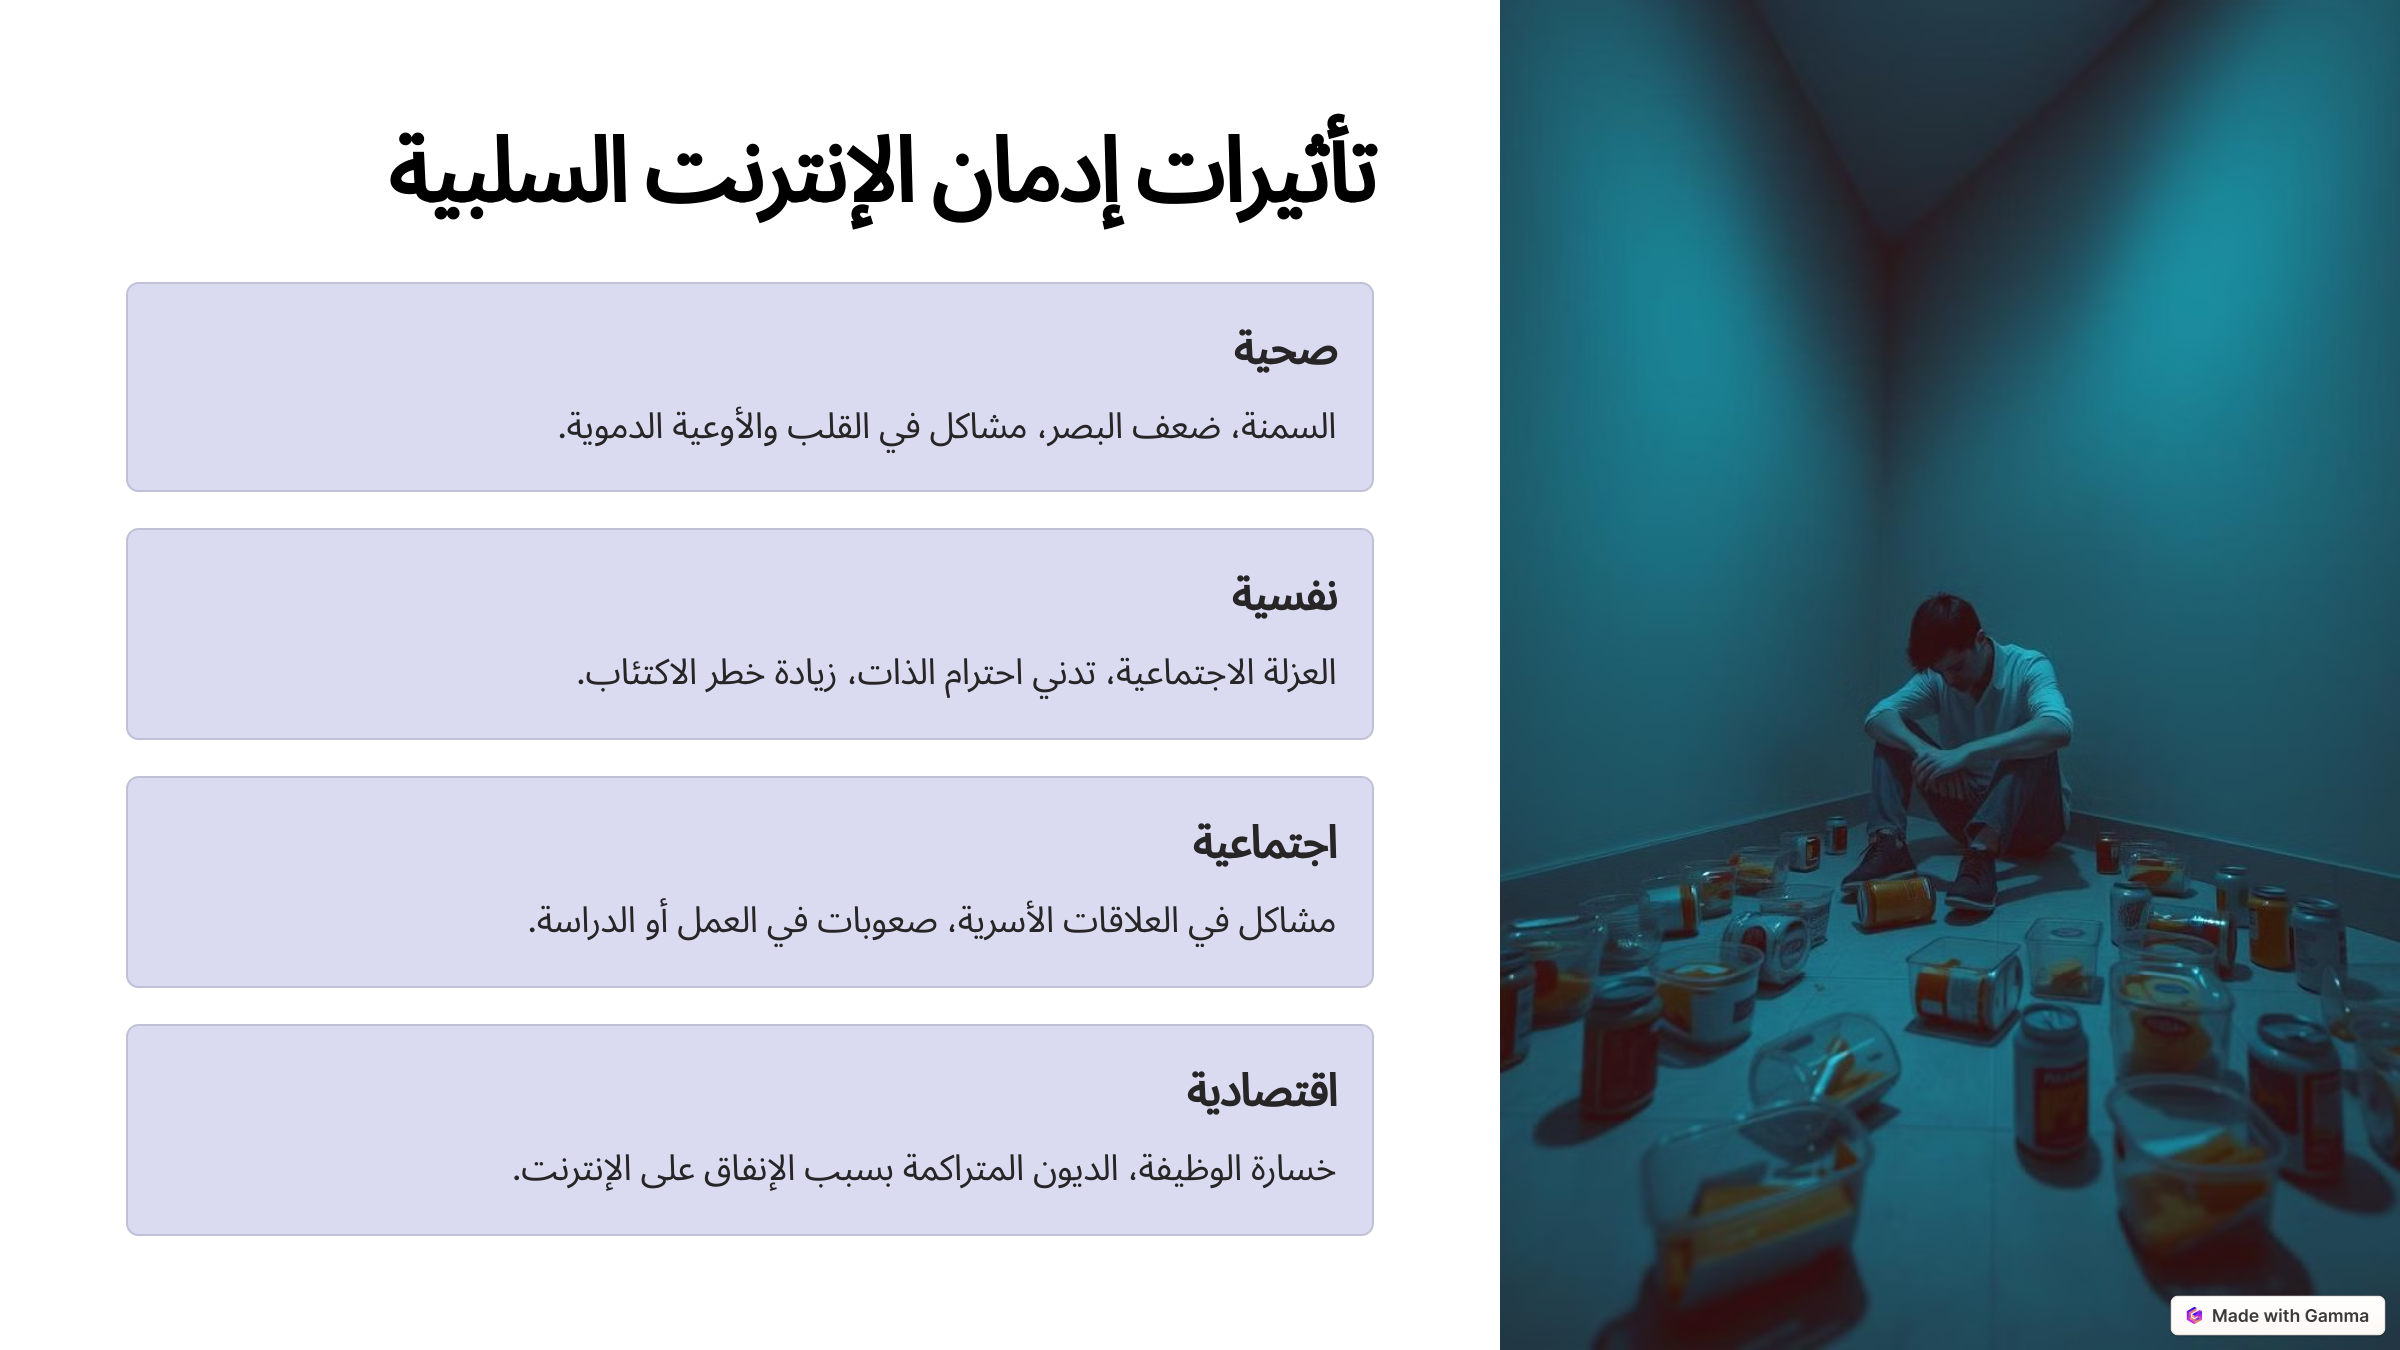 تأثيرات إدمان الإنترنت السلبية
صحية
السمنة، ضعف البصر، مشاكل في القلب والأوعية الدموية.
نفسية
العزلة الاجتماعية، تدني احترام الذات، زيادة خطر الاكتئاب.
اجتماعية
مشاكل في العلاقات الأسرية، صعوبات في العمل أو الدراسة.
اقتصادية
خسارة الوظيفة، الديون المتراكمة بسبب الإنفاق على الإنترنت.
Made with Gamma